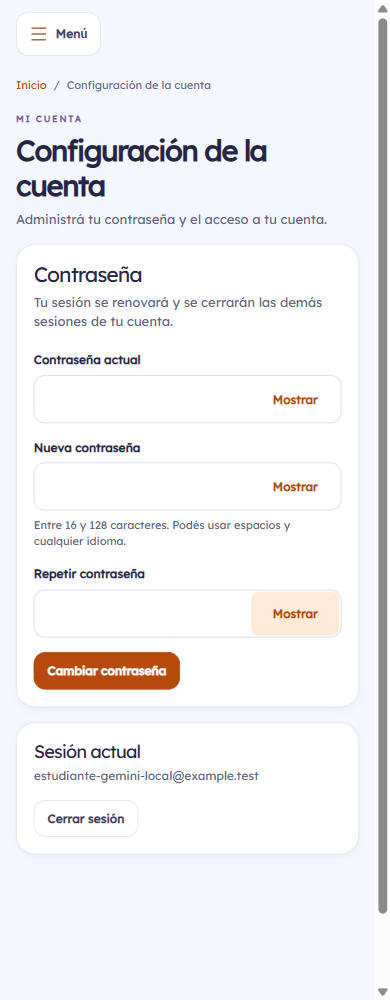 Menú
Inicio / Configuración de la cuenta
MI CUENTA
Configuración de la
cuenta
Administrá tu contraseña y el acceso a tu cuenta.
Contraseña
Tu sesión se renovará y se cerrarán las demás
sesiones de tu cuenta.
Contraseña actual
Mostrar
Nueva contraseña
Mostrar
Entre 16 y 128 caracteres. Podés usar espacios y
cualquier idioma.
Repetir contraseña
Mostrar
Cambiar contraseña
Sesión actual
estudiante-gemini-local@example.test
Cerrar sesión